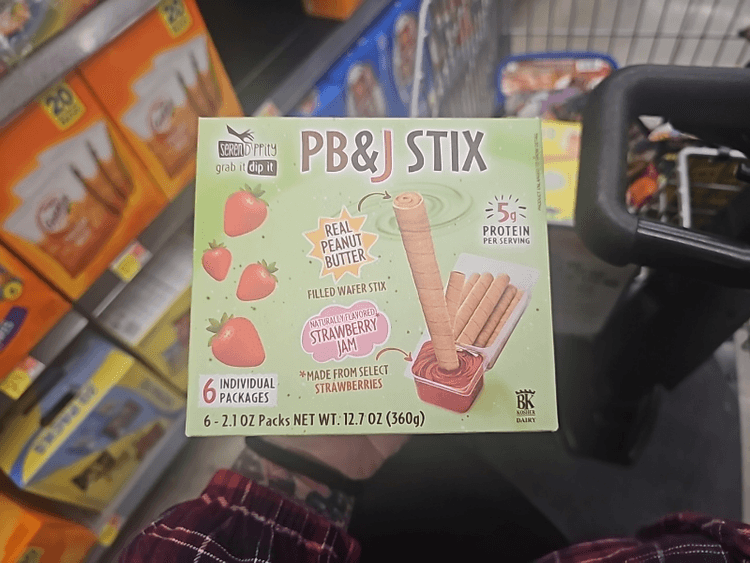 SERENDIPPITY
grab it dip it
PB&J STIX
REAL
PEANUT
BUTTER
FILLED WAFER STIX
5g
PROTEIN
PER SERVING
NATURALLY FLAVORED
STRAWBERRY
JAM
*MADE FROM SELECT
STRAWBERRIES
6 INDIVIDUAL
PACKAGES
6 - 2.1 OZ Packs NET WT.: 12.7 OZ (360g)
BK
KOSHER
DAIRY
20
20